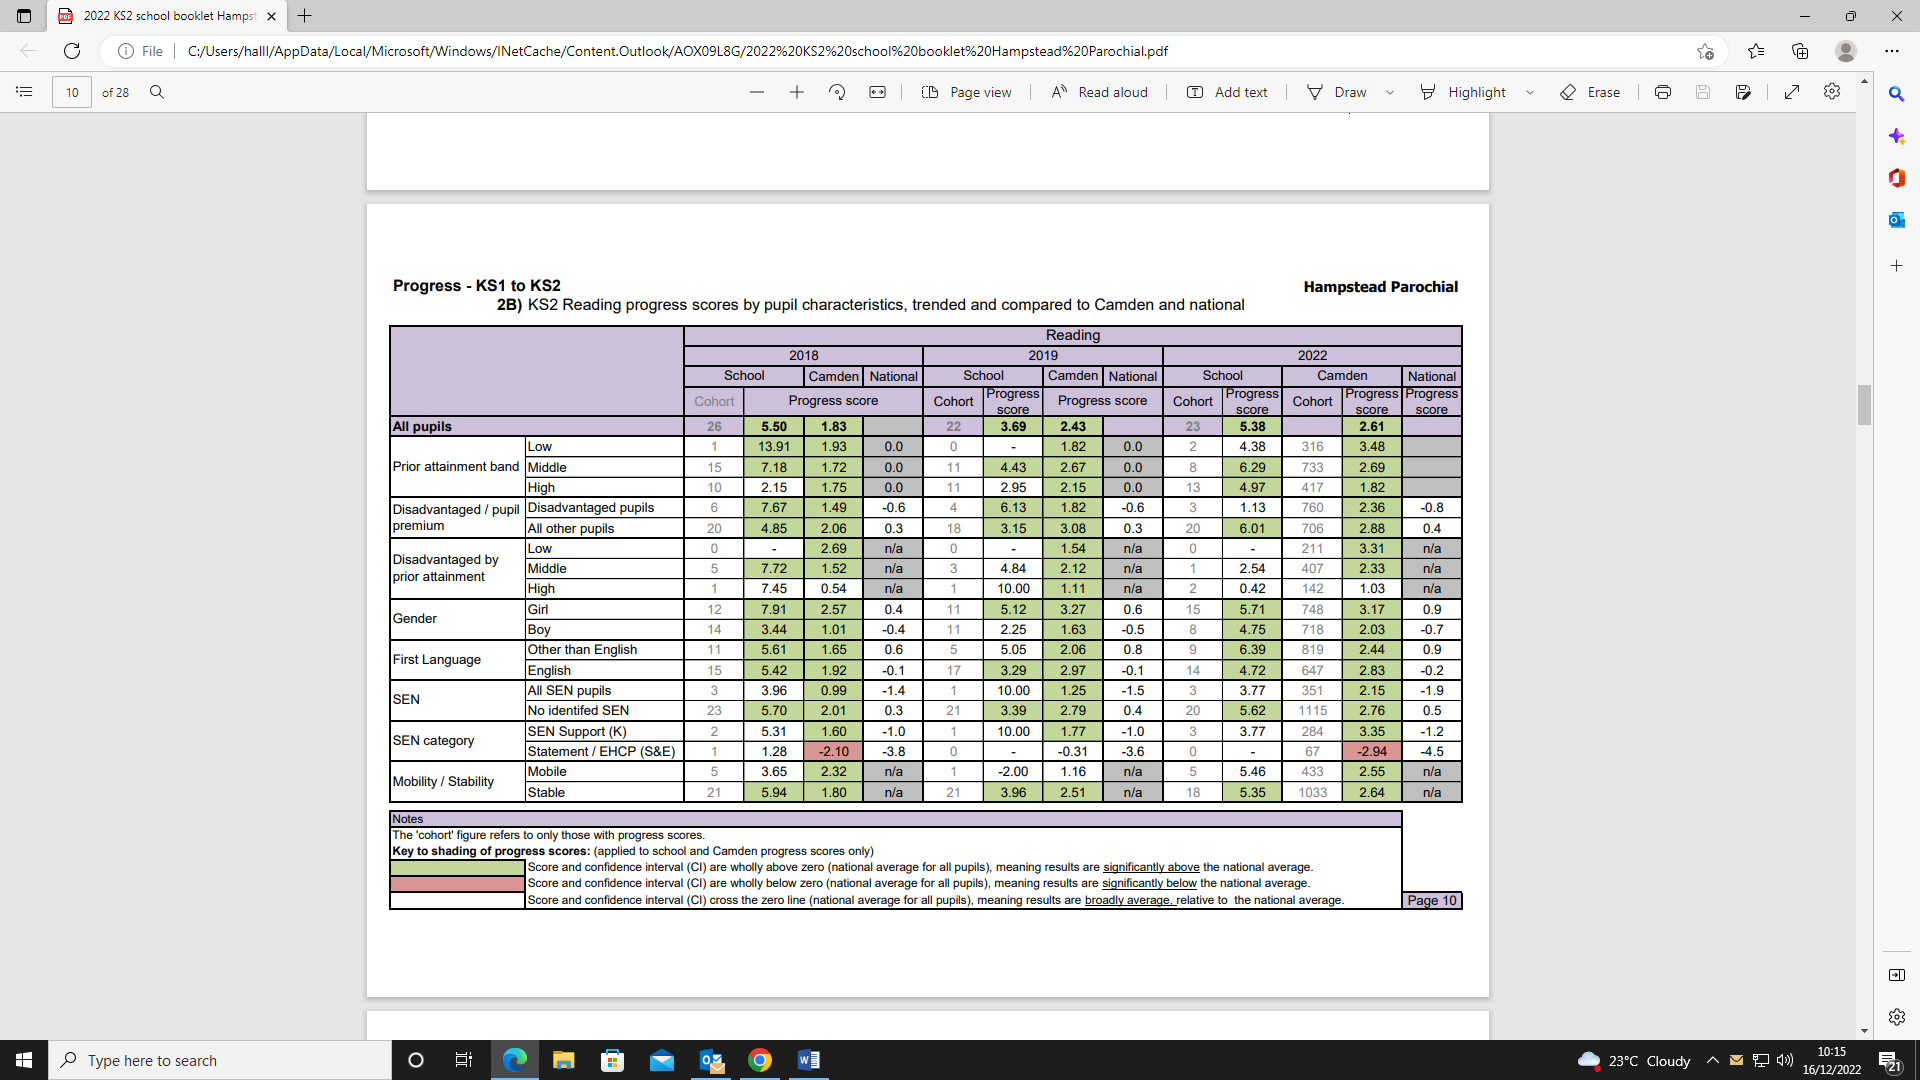 2022 KS2 school booklet Hampst
File C:/Users/halll/AppData/Local/Microsoft/Windows/INetCache/Content.Outlook/AOX09L8G/2022%20KS2%20school%20booklet%20Hampstead%20Parochial.pdf
10 of 28 Page view Read aloud Add text Draw Highlight Erase
Progress - KS1 to KS2 Hampstead Parochial
2B) KS2 Reading progress scores by pupil characteristics, trended and compared to Camden and national
Reading
2018 2019 2022
School Camden National School Camden National School Camden National
Cohort Progress score Cohort Progress score Progress score Cohort Progress score Cohort Progress score Progress score
All pupils 26 5.50 1.83 22 3.69 2.43 23 5.38 2.61
Prior attainment band
Low 1 13.91 1.93 0.0 0 - 1.82 0.0 2 4.38 316 3.48
Middle 15 7.18 1.72 0.0 11 4.43 2.67 0.0 8 6.29 733 2.69
High 10 2.15 1.75 0.0 11 2.95 2.15 0.0 13 4.97 417 1.82
Disadvantaged / pupil premium
Disadvantaged pupils 6 7.67 1.49 -0.6 4 6.13 1.82 -0.6 3 1.13 760 2.36 -0.8
All other pupils 20 4.85 2.06 0.3 18 3.15 3.08 0.3 20 6.01 706 2.88 0.4
Disadvantaged by prior attainment
Low 0 - 2.69 n/a 0 - 1.54 n/a 0 - 211 3.31 n/a
Middle 5 7.72 1.52 n/a 3 4.84 2.12 n/a 1 2.54 407 2.33 n/a
High 1 7.45 0.54 n/a 1 10.00 1.11 n/a 2 0.42 142 1.03 n/a
Gender
Girl 12 7.91 2.57 0.4 11 5.12 3.27 0.6 15 5.71 748 3.17 0.9
Boy 14 3.44 1.01 -0.4 11 2.25 1.63 -0.5 8 4.75 718 2.03 -0.7
First Language
Other than English 11 5.61 1.65 0.6 5 5.05 2.06 0.8 9 6.39 819 2.44 0.9
English 15 5.42 1.92 -0.1 17 3.29 2.97 -0.1 14 4.72 647 2.83 -0.2
SEN
All SEN pupils 3 3.96 0.99 -1.4 1 10.00 1.25 -1.5 3 3.77 351 2.15 -1.9
No identifed SEN 23 5.70 2.01 0.3 21 3.39 2.79 0.4 20 5.62 1115 2.76 0.5
SEN category
SEN Support (K) 2 5.31 1.60 -1.0 1 10.00 1.77 -1.0 3 3.77 284 3.35 -1.2
Statement / EHCP (S&E) 1 1.28 -2.10 -3.8 0 - -0.31 -3.6 0 - 67 -2.94 -4.5
Mobility / Stability
Mobile 5 3.65 2.32 n/a 1 -2.00 1.16 n/a 5 5.46 433 2.55 n/a
Stable 21 5.94 1.80 n/a 21 3.96 2.51 n/a 18 5.35 1033 2.64 n/a
Notes
The 'cohort' figure refers to only those with progress scores.
Key to shading of progress scores: (applied to school and Camden progress scores only)
Score and confidence interval (CI) are wholly above zero (national average for all pupils), meaning results are significantly above the national average.
Score and confidence interval (CI) are wholly below zero (national average for all pupils), meaning results are significantly below the national average.
Score and confidence interval (CI) cross the zero line (national average for all pupils), meaning results are broadly average, relative to the national average.
Page 10
Type here to search
23°C Cloudy
10:15
16/12/2022
21